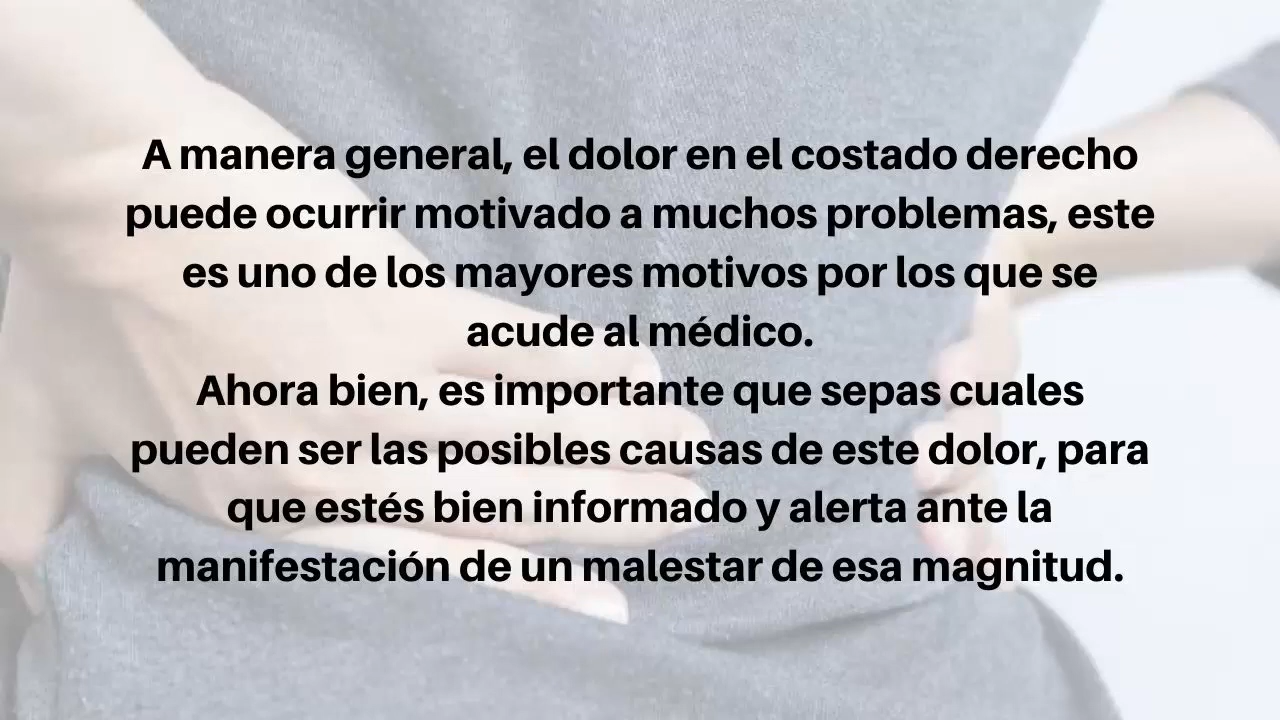 A manera general, el dolor en el costado derecho
puede ocurrir motivado a muchos problemas, este
es uno de los mayores motivos por los que se
acude al médico.
Ahora bien, es importante que sepas cuales
pueden ser las posibles causas de este dolor, para
que estés bien informado y alerta ante la
manifestación de un malestar de esa magnitud.